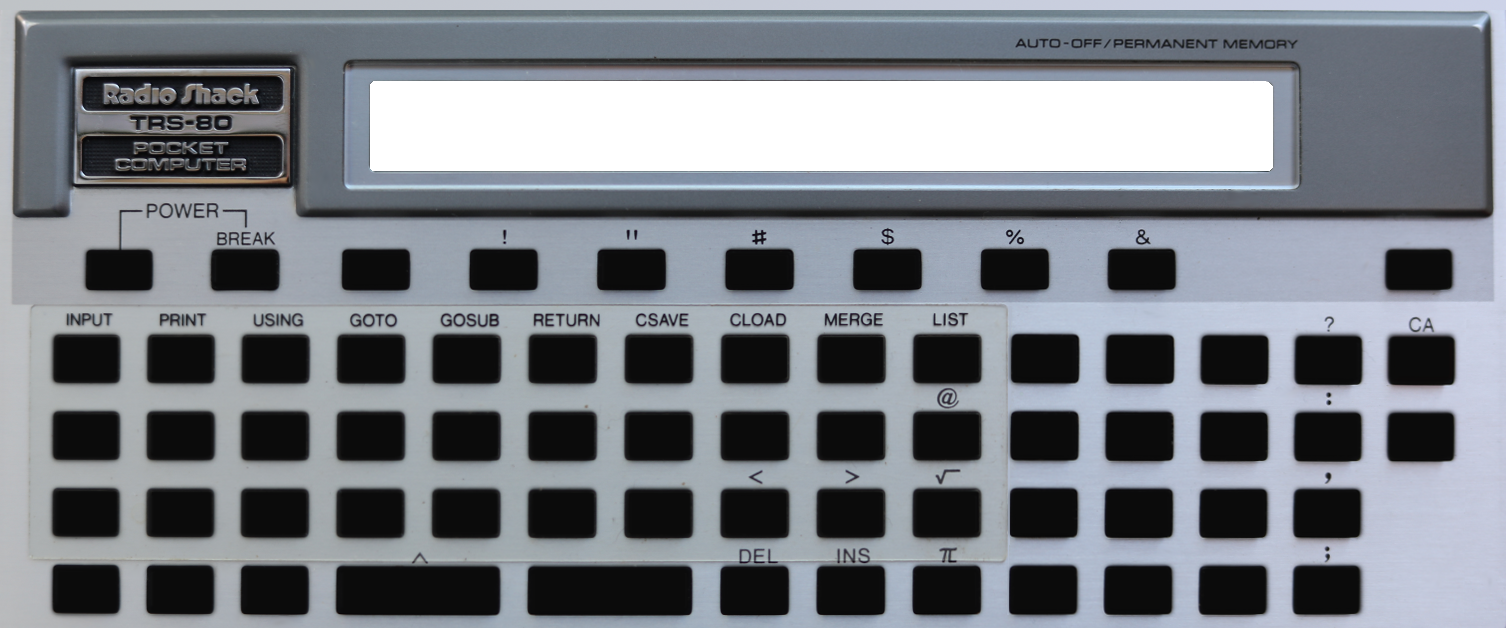 AUTO-OFF/PERMANENT MEMORY
Radio Shack
TRS-80
POCKET
COMPUTER
POWER
BREAK ! " # $ % &
INPUT PRINT USING GOTO GOSUB RETURN CSAVE CLOAD MERGE LIST ? CA
@ :
< > √ ,
^ DEL INS π ;